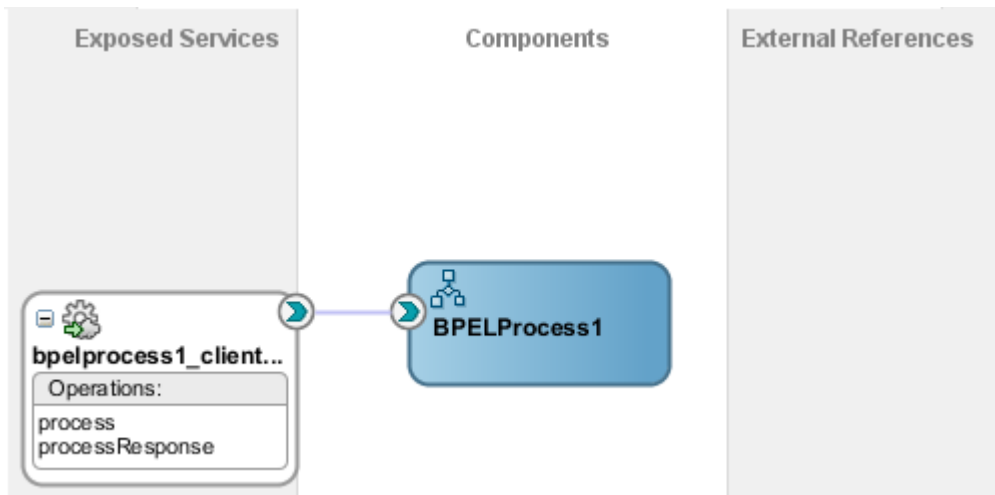 Exposed Services
Components
External References
bpelprocess1_client...
Operations:
process
processResponse
BPELProcess1